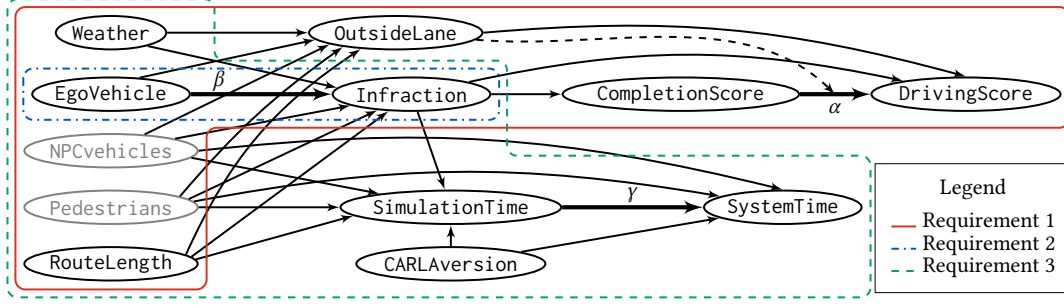 Weather
OutsideLane
β
EgoVehicle
Infraction
CompletionScore
α
DrivingScore
NPCvehicles
Pedestrians
SimulationTime
γ
SystemTime
RouteLength
CARLAversion
Legend
Requirement 1
Requirement 2
Requirement 3